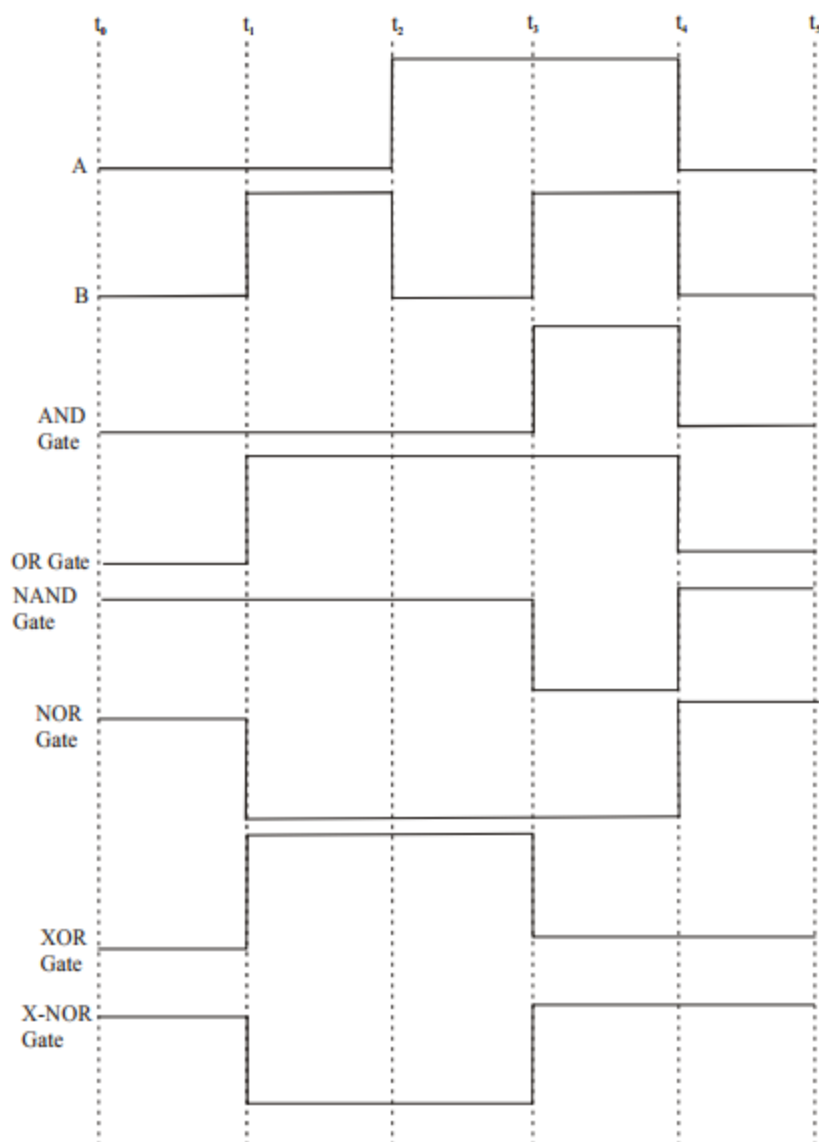 t₀ t₁ t₂ t₃ t₄ t₅
A
B
AND
Gate
OR Gate
NAND
Gate
NOR
Gate
XOR
Gate
X-NOR
Gate